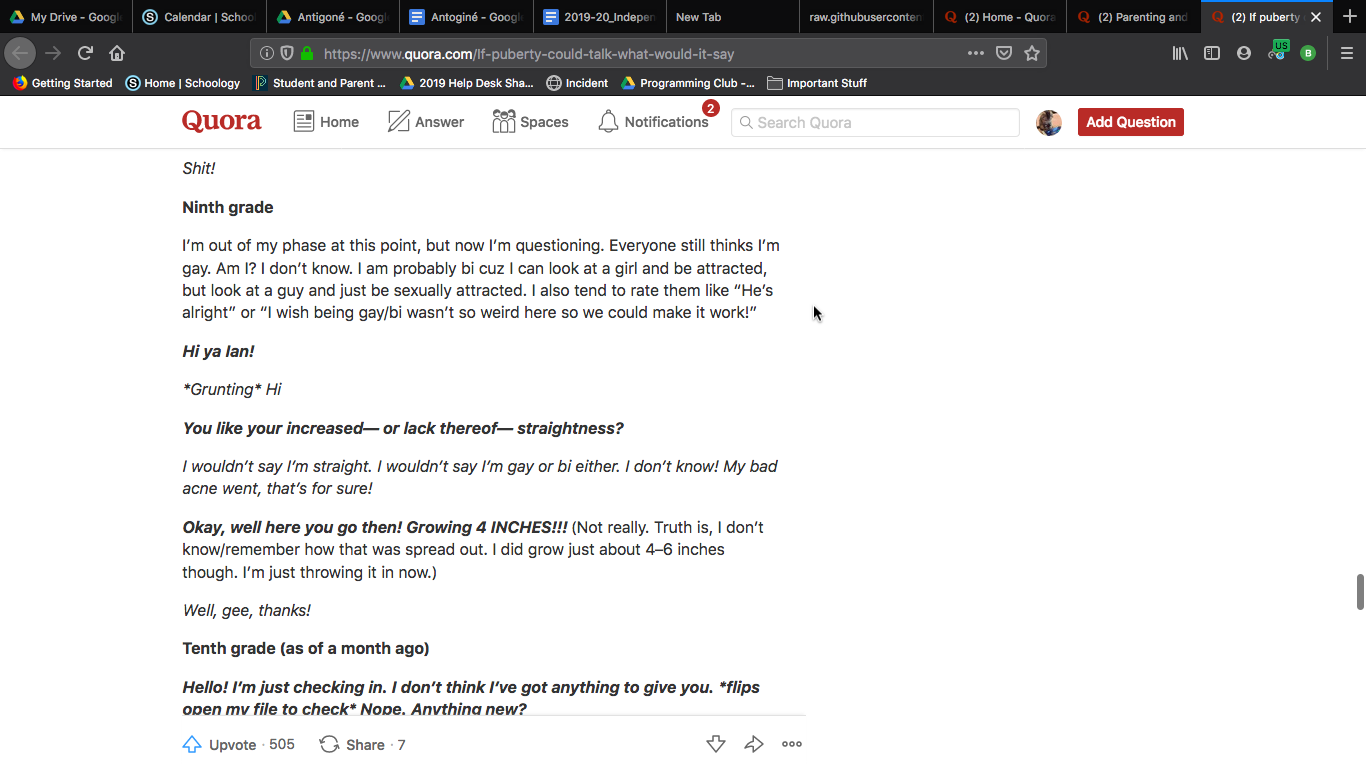 My Drive - Googl
Calendar | Schoo
Antigoné - Googl
Antoginé - Googl
2019-20_Indepen
New Tab
raw.githubuserconten
(2) Home - Quora
(2) Parenting and
(2) If puberty
https://www.quora.com/If-puberty-could-talk-what-would-it-say
US
B
Getting Started
Home | Schoology
Student and Parent ...
2019 Help Desk Sha...
Incident
Programming Club -...
Important Stuff
Quora
Home
Answer
Spaces
Notifications
2
Search Quora
Add Question
Shit!
Ninth grade
I'm out of my phase at this point, but now I'm questioning. Everyone still thinks I'm
gay. Am I? I don't know. I am probably bi cuz I can look at a girl and be attracted,
but look at a guy and just be sexually attracted. I also tend to rate them like “He's
alright” or “I wish being gay/bi wasn't so weird here so we could make it work!”
Hi ya Ian!
*Grunting* Hi
You like your increased— or lack thereof— straightness?
I wouldn't say I'm straight. I wouldn't say I'm gay or bi either. I don't know! My bad
acne went, that's for sure!
Okay, well here you go then! Growing 4 INCHES!!! (Not really. Truth is, I don't
know/remember how that was spread out. I did grow just about 4–6 inches
though. I'm just throwing it in now.)
Well, gee, thanks!
Tenth grade (as of a month ago)
Hello! I'm just checking in. I don't think I've got anything to give you. *flips
open my file to check* Nope. Anything new?
Upvote · 505
Share · 7